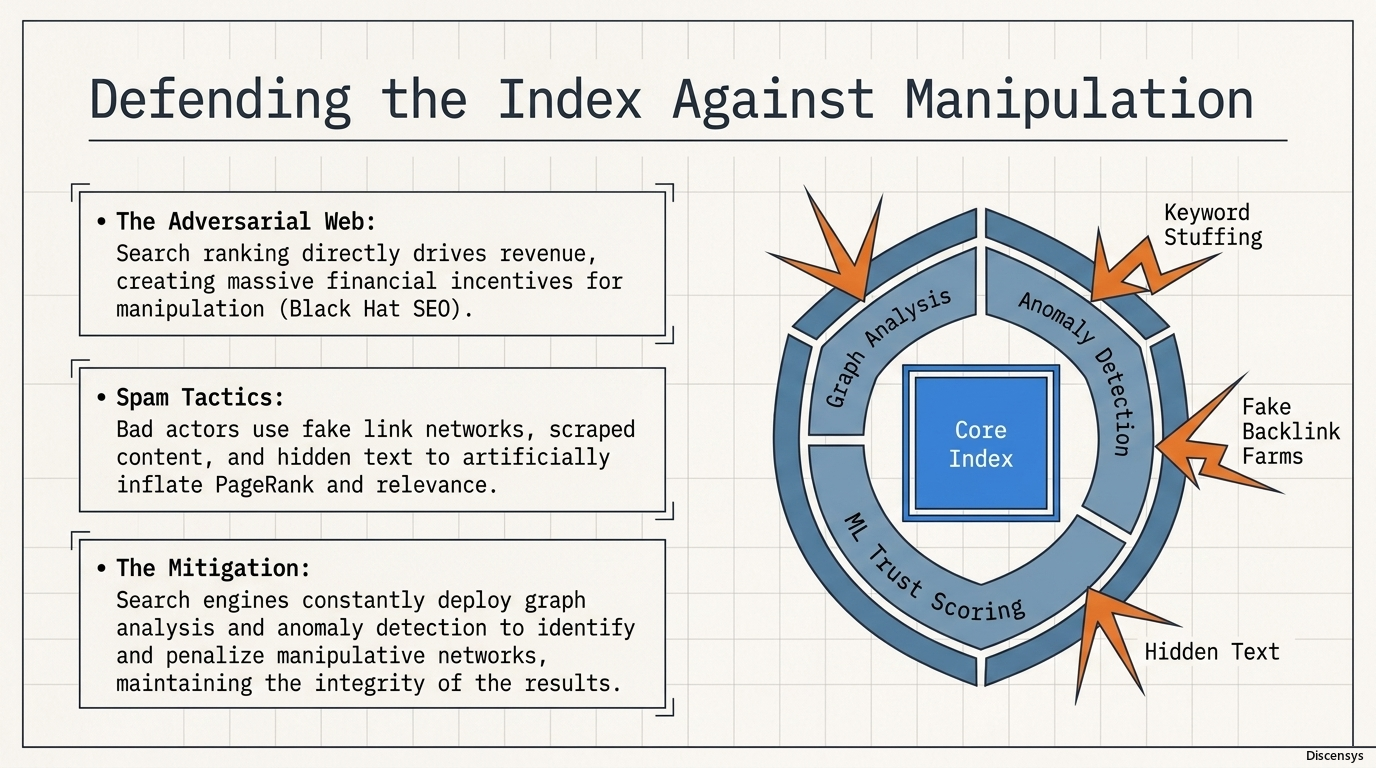 Defending the Index Against Manipulation
• The Adversarial Web:
Search ranking directly drives revenue,
creating massive financial incentives for
manipulation (Black Hat SEO).
• Spam Tactics:
Bad actors use fake link networks, scraped
content, and hidden text to artificially
inflate PageRank and relevance.
• The Mitigation:
Search engines constantly deploy graph
analysis and anomaly detection to identify
and penalize manipulative networks,
maintaining the integrity of the results.
Keyword
Stuffing
Graph Analysis
Anomaly Detection
Core
Index
Fake
Backlink
Farms
ML Trust Scoring
Hidden Text
Discensys